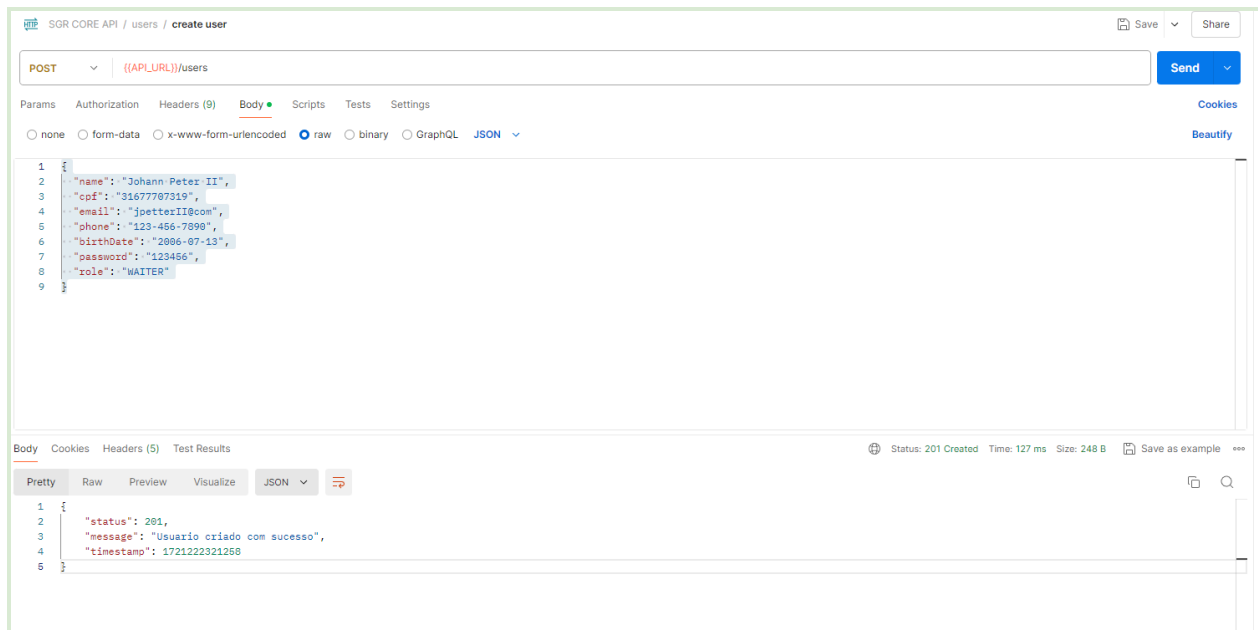 HTTP SGR CORE API / users / create user Save Share
POST {{API_URL}}/users Send
Params Authorization Headers (9) Body Scripts Tests Settings Cookies
none form-data x-www-form-urlencoded raw binary GraphQL JSON Beautify
1 {
2 "name": "Johann Peter II",
3 "cpf": "31677707319",
4 "email": "jpetterII@com",
5 "phone": "123-456-7890",
6 "birthDate": "2006-07-13",
7 "password": "123456",
8 "role": "WAITER"
9 }
Body Cookies Headers (5) Test Results Status: 201 Created Time: 127 ms Size: 248 B Save as example
Pretty Raw Preview Visualize JSON
1 {
2 "status": 201,
3 "message": "Usuario criado com sucesso",
4 "timestamp": 1721222321258
5 }